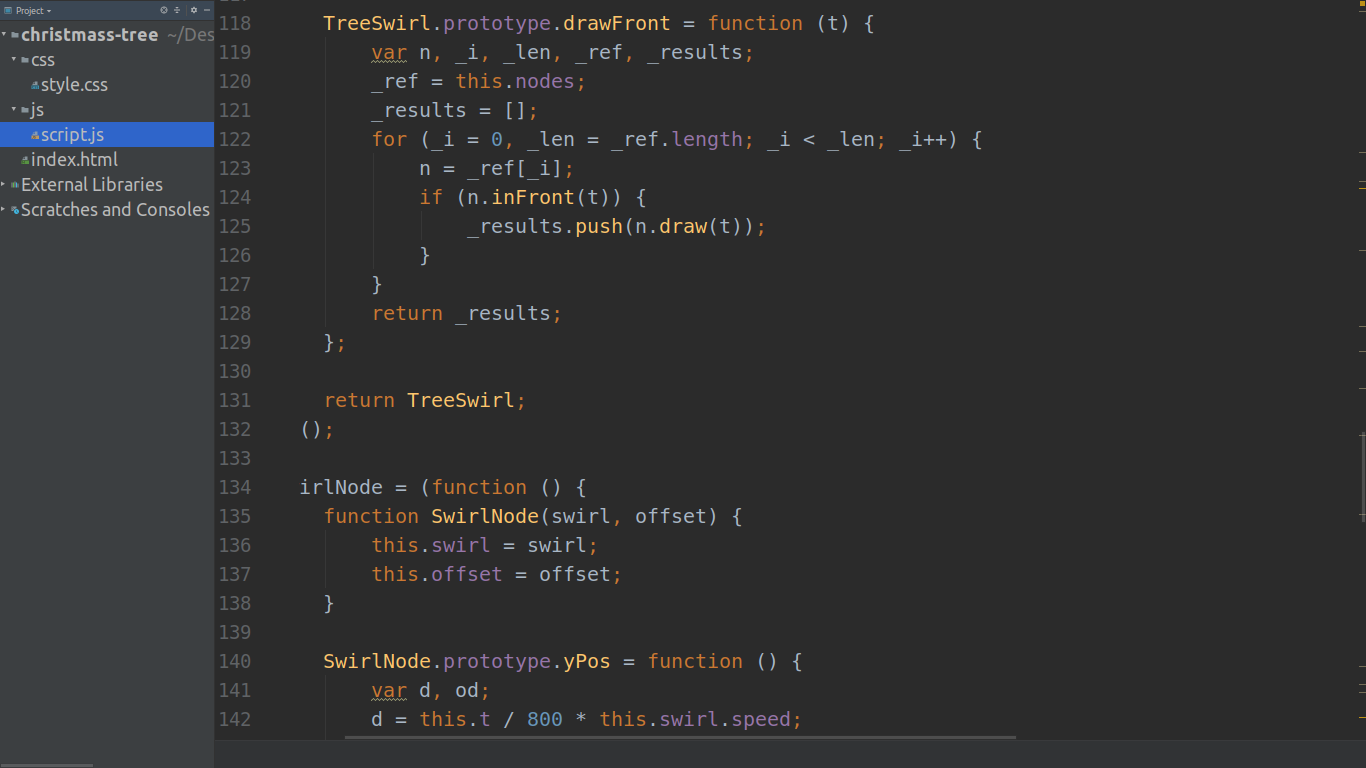 Project
christmass-tree ~/Des
css
style.css
js
script.js
index.html
External Libraries
Scratches and Consoles
118 TreeSwirl.prototype.drawFront = function (t) {
119 var n, _i, _len, _ref, _results;
120 _ref = this.nodes;
121 _results = [];
122 for (_i = 0, _len = _ref.length; _i < _len; _i++) {
123 n = _ref[_i];
124 if (n.inFront(t)) {
125 _results.push(n.draw(t));
126 }
127 }
128 return _results;
129 };
130
131 return TreeSwirl;
132 ();
133
134 irlNode = (function () {
135 function SwirlNode(swirl, offset) {
136 this.swirl = swirl;
137 this.offset = offset;
138 }
139
140 SwirlNode.prototype.yPos = function () {
141 var d, od;
142 d = this.t / 800 * this.swirl.speed;